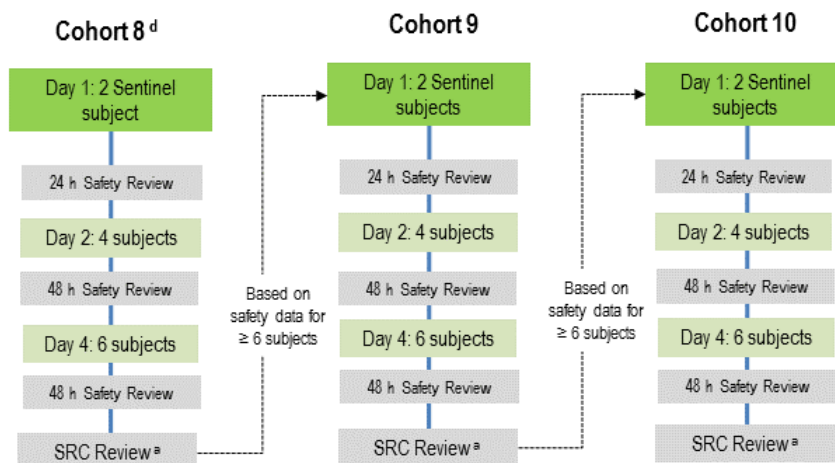 Cohort 8 d
Day 1: 2 Sentinel
subject
24 h Safety Review
Day 2: 4 subjects
48 h Safety Review
Day 4: 6 subjects
48 h Safety Review
SRC Review a
Based on
safety data for
≥ 6 subjects
Cohort 9
Day 1: 2 Sentinel
subjects
24 h Safety Review
Day 2: 4 subjects
48 h Safety Review
Day 4: 6 subjects
48 h Safety Review
SRC Review a
Based on
safety data for
≥ 6 subjects
Cohort 10
Day 1: 2 Sentinel
subjects
24 h Safety Review
Day 2: 4 subjects
48 h Safety Review
Day 4: 6 subjects
48 h Safety Review
SRC Review a